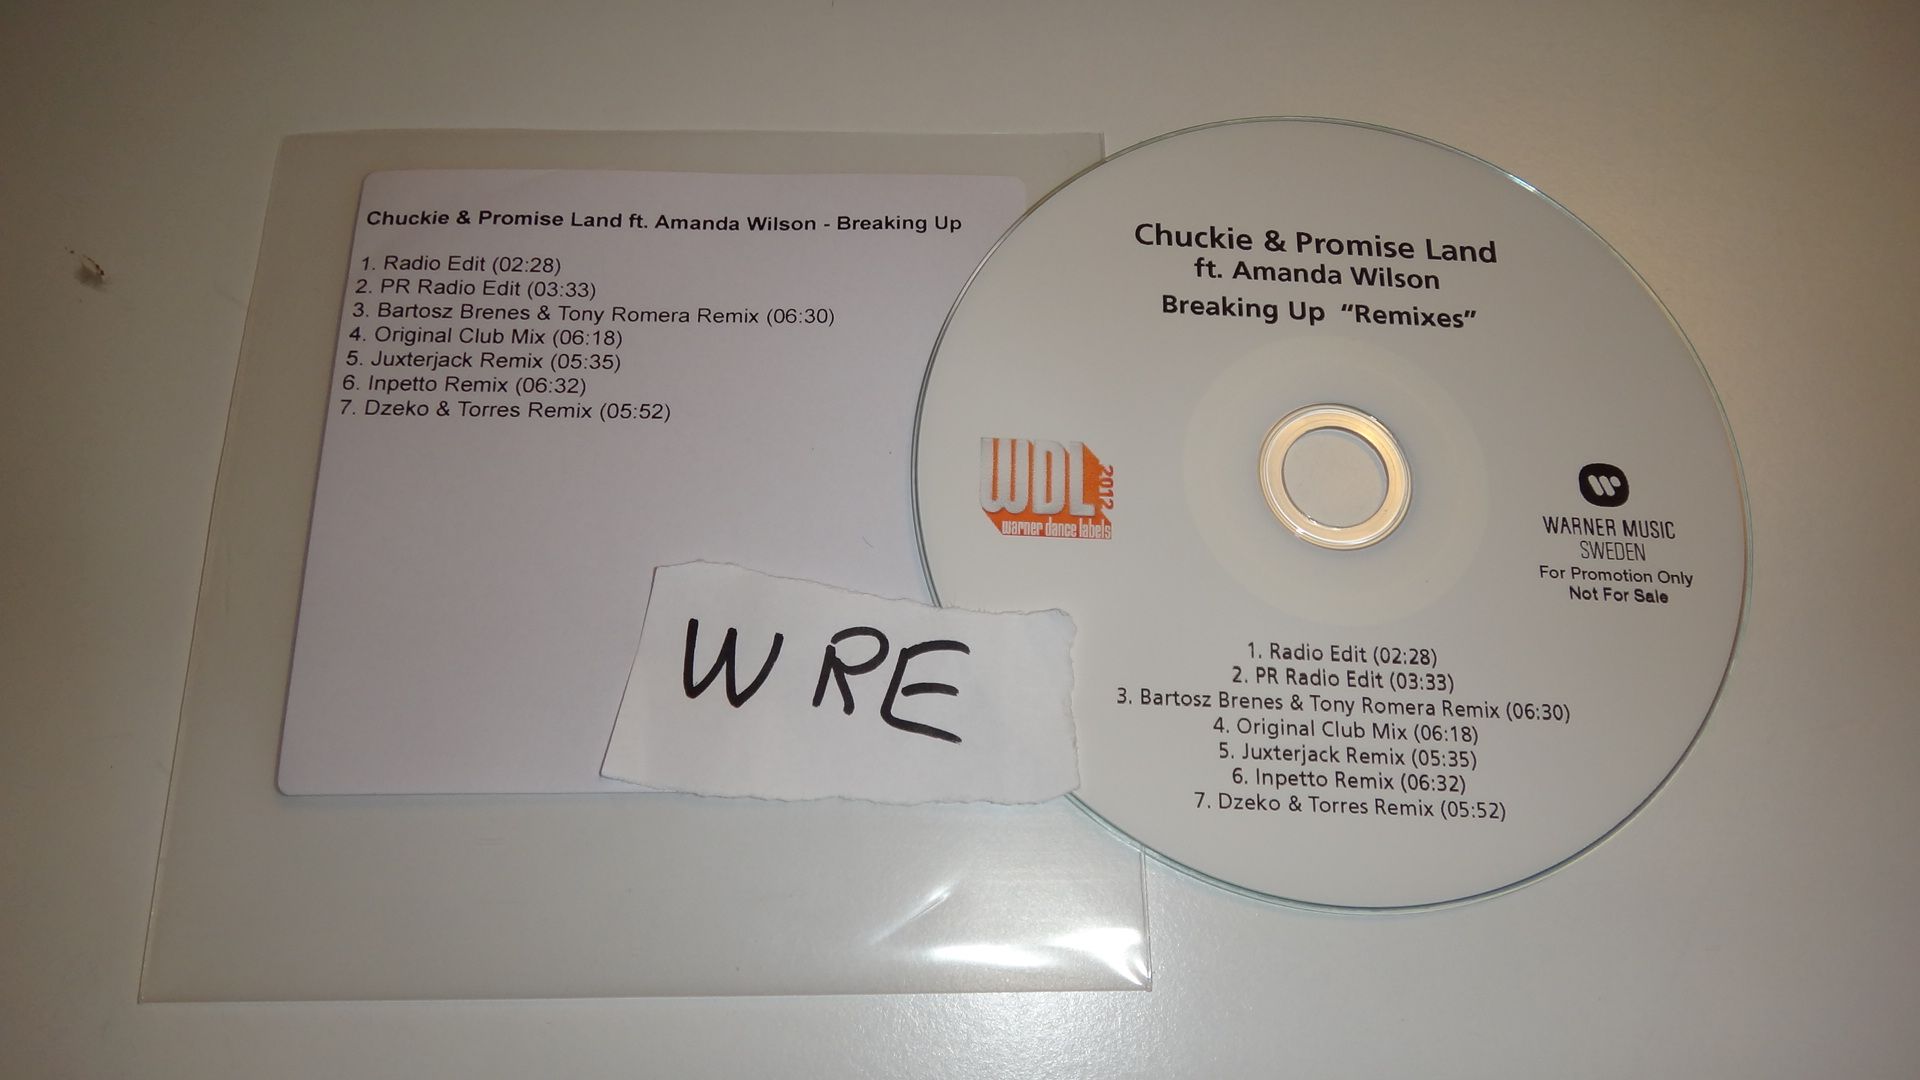 Chuckie & Promise Land ft. Amanda Wilson - Breaking Up
1. Radio Edit (02:28)
2. PR Radio Edit (03:33)
3. Bartosz Brenes & Tony Romera Remix (06:30)
4. Original Club Mix (06:18)
5. Juxterjack Remix (05:35)
6. Inpetto Remix (06:32)
7. Dzeko & Torres Remix (05:52)
WRE
Chuckie & Promise Land
ft. Amanda Wilson
Breaking Up "Remixes"
WDL 2012
warner dance labels
WARNER MUSIC
SWEDEN
For Promotion Only
Not For Sale
1. Radio Edit (02:28)
2. PR Radio Edit (03:33)
3. Bartosz Brenes & Tony Romera Remix (06:30)
4. Original Club Mix (06:18)
5. Juxterjack Remix (05:35)
6. Inpetto Remix (06:32)
7. Dzeko & Torres Remix (05:52)